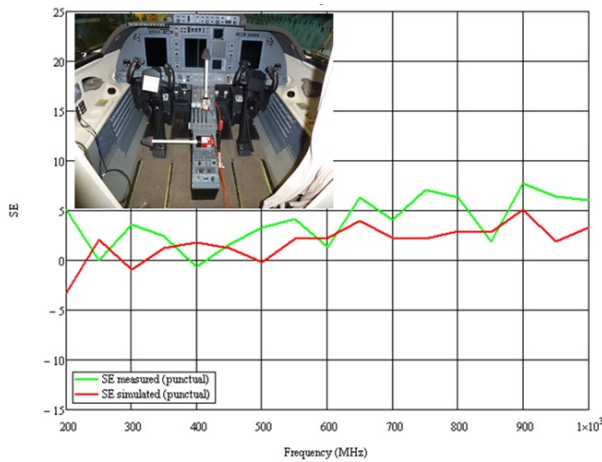 25
20
15
10
5
0
- 5
- 10
- 15
SE
SE measured (punctual)
SE simulated (punctual)
200 300 400 500 600 700 800 900 1×10³
Frequency (MHz)